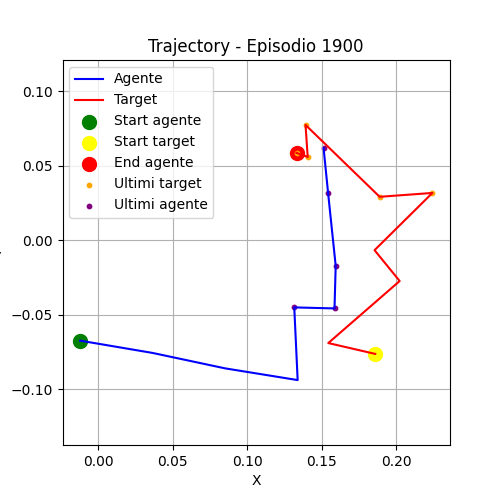 Trajectory - Episodio 1900
Agente
Target
Start agente
Start target
End agente
Ultimi target
Ultimi agente
0.10
0.05
0.00
−0.05
−0.10
0.00
0.05
0.10
0.15
0.20
X